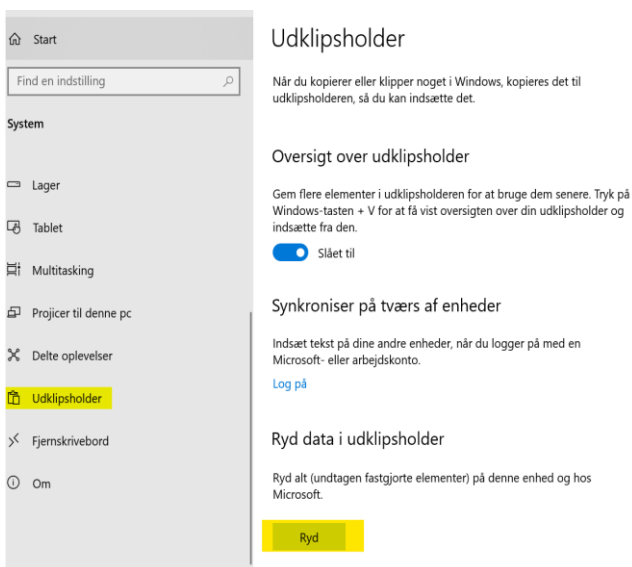 Start
Find en indstilling
System
Lager
Tablet
Multitasking
Projicer til denne pc
Delte oplevelser
Udklipsholder
Fjernskrivebord
Om
Udklipsholder
Når du kopierer eller klipper noget i Windows, kopieres det til
udklipsholderen, så du kan indsætte det.
Oversigt over udklipsholder
Gem flere elementer i udklipsholderen for at bruge dem senere. Tryk på
Windows-tasten + V for at få vist oversigten over din udklipsholder og
indsætte fra den.
Slået til
Synkroniser på tværs af enheder
Indsæt tekst på dine andre enheder, når du logger på med en
Microsoft- eller arbejdskonto.
Log på
Ryd data i udklipsholder
Ryd alt (undtagen fastgjorte elementer) på denne enhed og hos
Microsoft.
Ryd